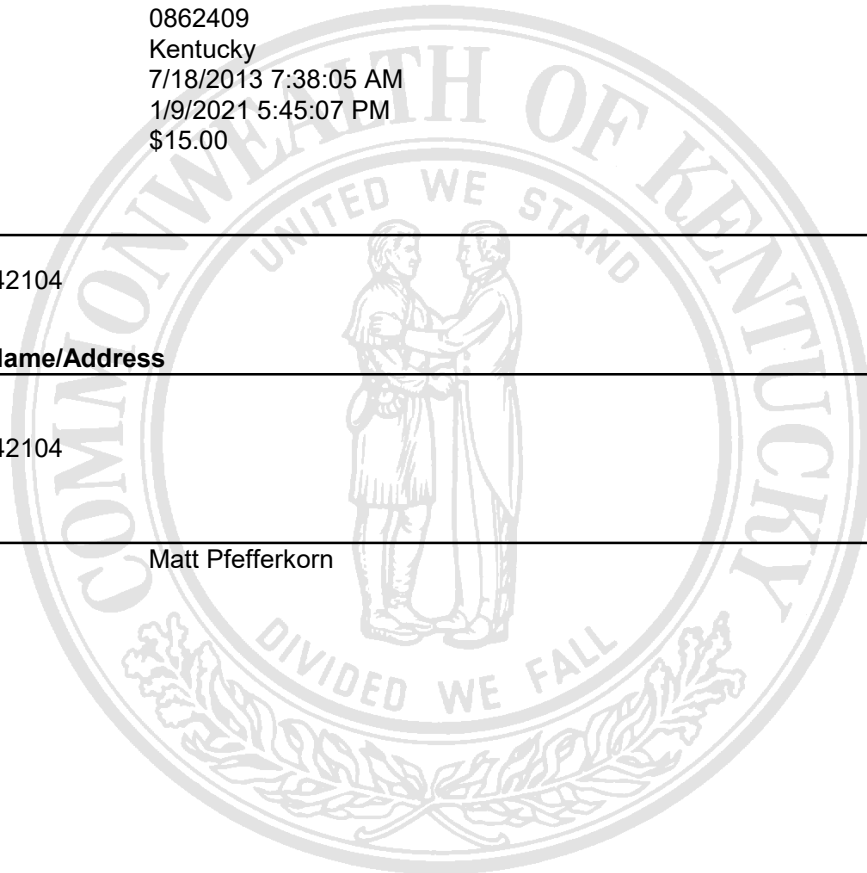 0862409
Kentucky
7/18/2013 7:38:05 AM
1/9/2021 5:45:07 PM
$15.00
42104
Name/Address
42104
Matt Pfefferkorn
COMMONWEALTH OF KENTUCKY
UNITED WE STAND
DIVIDED WE FALL